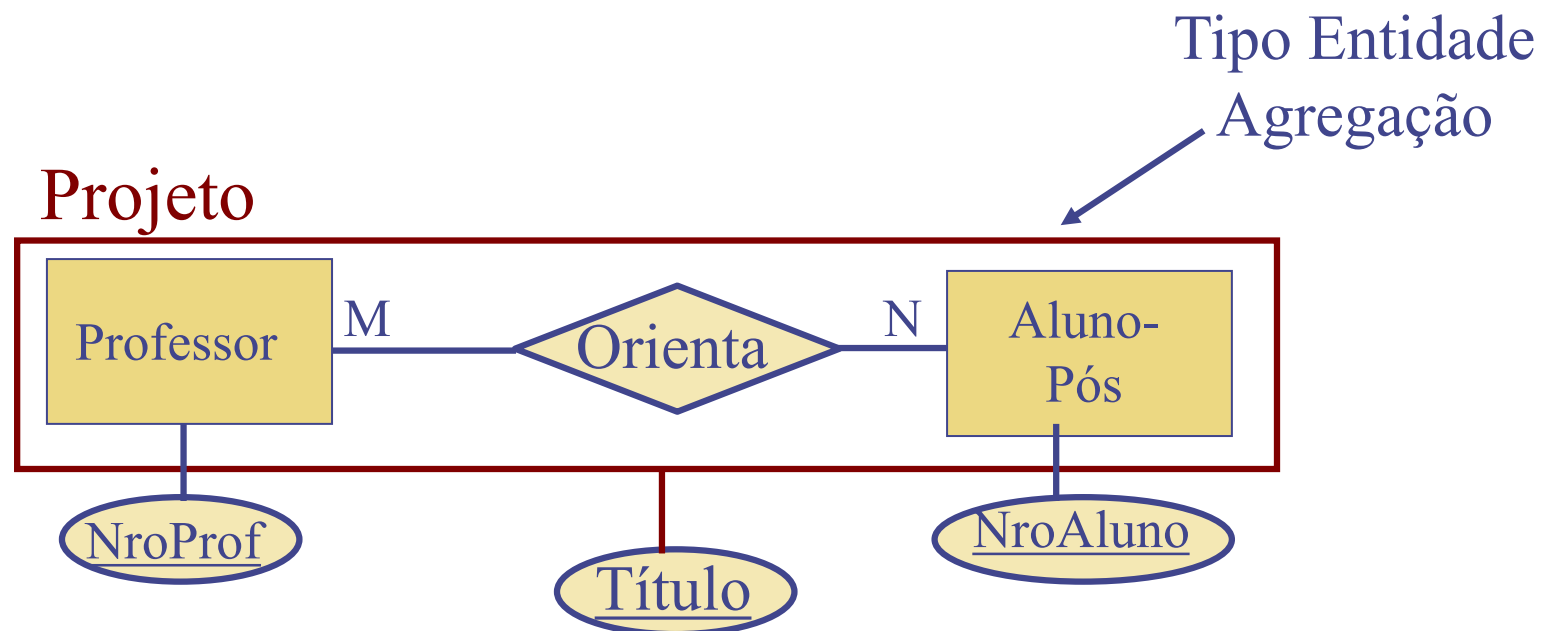 Tipo Entidade
Agregação
Projeto
Professor
M
Orienta
N
Aluno-
Pós
NroProf
Título
NroAluno